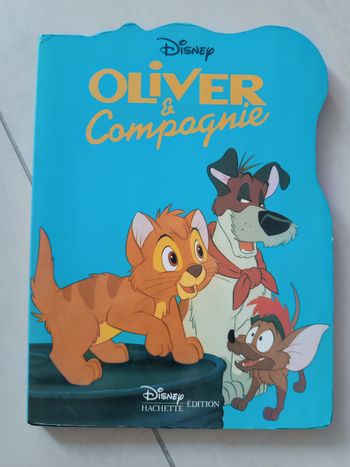 Disney
OLIVER
& Compagnie
Disney
HACHETTE ÉDITION